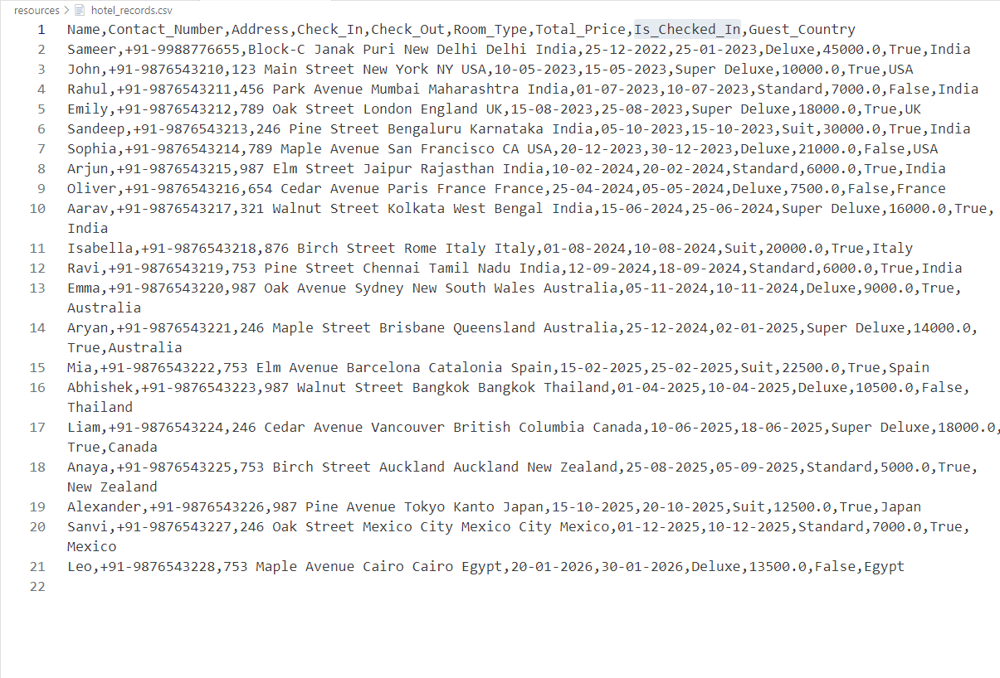 resources > hotel_records.csv
1 Name,Contact_Number,Address,Check_In,Check_Out,Room_Type,Total_Price,Is_Checked_In,Guest_Country
2 Sameer,+91-9988776655,Block-C Janak Puri New Delhi Delhi India,25-12-2022,25-01-2023,Deluxe,45000.0,True,India
3 John,+91-9876543210,123 Main Street New York NY USA,10-05-2023,15-05-2023,Super Deluxe,10000.0,True,USA
4 Rahul,+91-9876543211,456 Park Avenue Mumbai Maharashtra India,01-07-2023,10-07-2023,Standard,7000.0,False,India
5 Emily,+91-9876543212,789 Oak Street London England UK,15-08-2023,25-08-2023,Super Deluxe,18000.0,True,UK
6 Sandeep,+91-9876543213,246 Pine Street Bengaluru Karnataka India,05-10-2023,15-10-2023,Suit,30000.0,True,India
7 Sophia,+91-9876543214,789 Maple Avenue San Francisco CA USA,20-12-2023,30-12-2023,Deluxe,21000.0,False,USA
8 Arjun,+91-9876543215,987 Elm Street Jaipur Rajasthan India,10-02-2024,20-02-2024,Standard,6000.0,True,India
9 Oliver,+91-9876543216,654 Cedar Avenue Paris France France,25-04-2024,05-05-2024,Deluxe,7500.0,False,France
10 Aarav,+91-9876543217,321 Walnut Street Kolkata West Bengal India,15-06-2024,25-06-2024,Super Deluxe,16000.0,True,
India
11 Isabella,+91-9876543218,876 Birch Street Rome Italy Italy,01-08-2024,10-08-2024,Suit,20000.0,True,Italy
12 Ravi,+91-9876543219,753 Pine Street Chennai Tamil Nadu India,12-09-2024,18-09-2024,Standard,6000.0,True,India
13 Emma,+91-9876543220,987 Oak Avenue Sydney New South Wales Australia,05-11-2024,10-11-2024,Deluxe,9000.0,True,
Australia
14 Aryan,+91-9876543221,246 Maple Street Brisbane Queensland Australia,25-12-2024,02-01-2025,Super Deluxe,14000.0,
True,Australia
15 Mia,+91-9876543222,753 Elm Avenue Barcelona Catalonia Spain,15-02-2025,25-02-2025,Suit,22500.0,True,Spain
16 Abhishek,+91-9876543223,987 Walnut Street Bangkok Bangkok Thailand,01-04-2025,10-04-2025,Deluxe,10500.0,False,
Thailand
17 Liam,+91-9876543224,246 Cedar Avenue Vancouver British Columbia Canada,10-06-2025,18-06-2025,Super Deluxe,18000.0,
True,Canada
18 Anaya,+91-9876543225,753 Birch Street Auckland Auckland New Zealand,25-08-2025,05-09-2025,Standard,5000.0,True,
New Zealand
19 Alexander,+91-9876543226,987 Pine Avenue Tokyo Kanto Japan,15-10-2025,20-10-2025,Suit,12500.0,True,Japan
20 Sanvi,+91-9876543227,246 Oak Street Mexico City Mexico City Mexico,01-12-2025,10-12-2025,Standard,7000.0,True,
Mexico
21 Leo,+91-9876543228,753 Maple Avenue Cairo Cairo Egypt,20-01-2026,30-01-2026,Deluxe,13500.0,False,Egypt
22